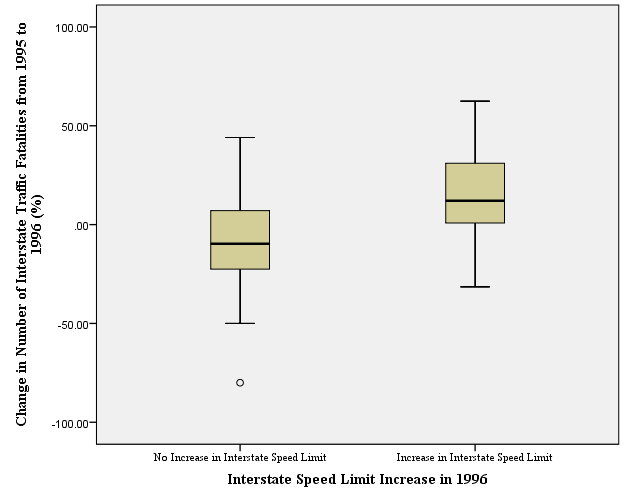 Change in Number of Interstate Traffic Fatalities from 1995 to
1996 (%)
100.00
50.00
.00
-50.00
-100.00
No Increase in Interstate Speed Limit
Increase in Interstate Speed Limit
Interstate Speed Limit Increase in 1996